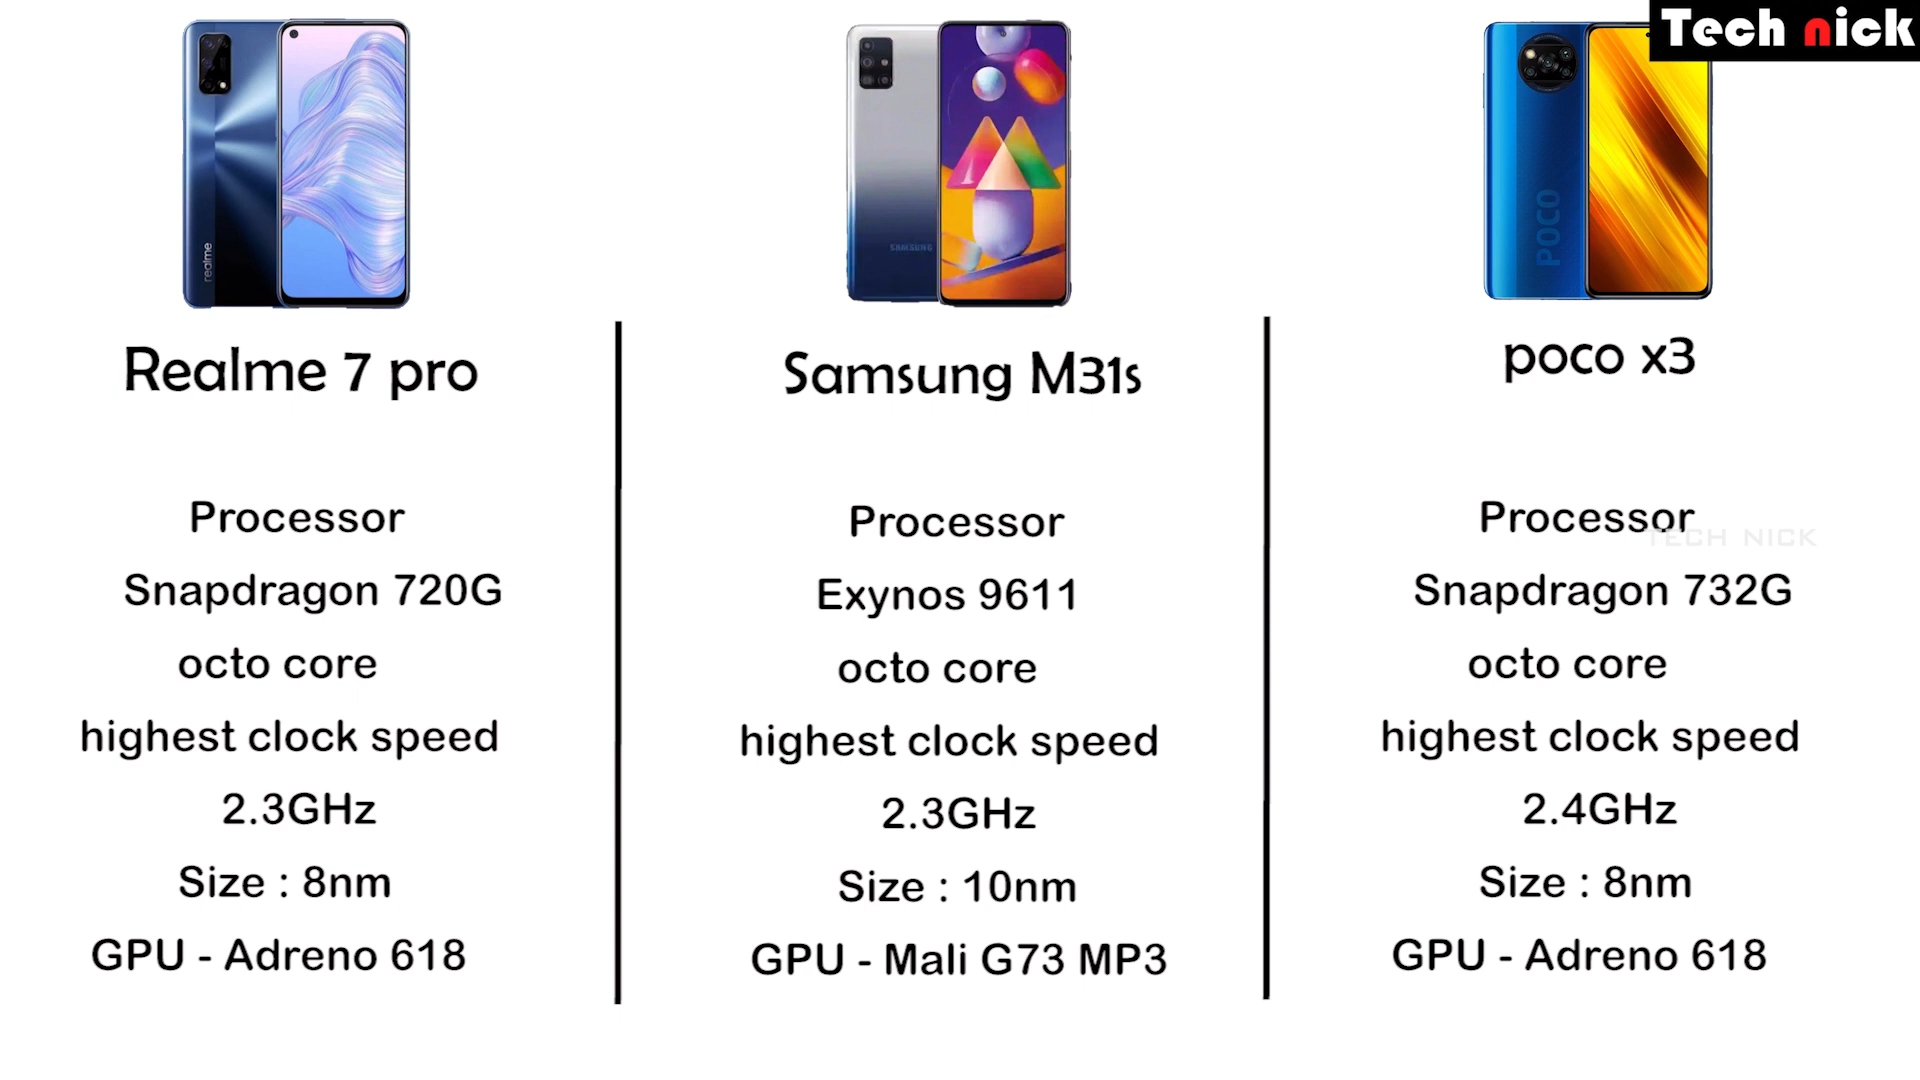 Tech nick
realme
SAMSUNG
POCO
Realme 7 pro
Processor
Snapdragon 720G
octo core
highest clock speed
2.3GHz
Size : 8nm
GPU - Adreno 618
Samsung M31s
Processor
Exynos 9611
octo core
highest clock speed
2.3GHz
Size : 10nm
GPU - Mali G73 MP3
poco x3
Processor
TECH NICK
Snapdragon 732G
octo core
highest clock speed
2.4GHz
Size : 8nm
GPU - Adreno 618